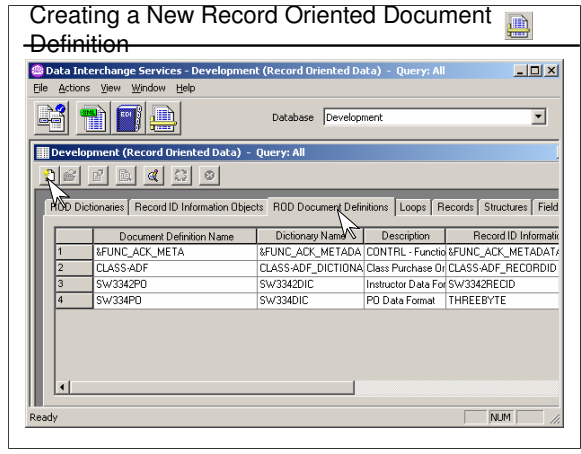 Creating a New Record Oriented Document
Definition
Data Interchange Services - Development (Record Oriented Data) - Query: All
File Actions View Window Help
EDI
Database Development
Development (Record Oriented Data) - Query: All
ROD Dictionaries Record ID Information Objects ROD Document Definitions Loops Records Structures Field
Document Definition Name Dictionary Name Description Record ID Informatio
1 &FUNC_ACK_META &FUNC_ACK_METADA CONTRL - Functio &FUNC_ACK_METADATA
2 CLASS-ADF CLASS-ADF_DICTIONA Class Purchase Or CLASS-ADF_RECORDID
3 SW3342PO SW3342DIC Instructor Data For SW3342RECID
4 SW334PO SW334DIC PO Data Format THREEBYTE
Ready NUM